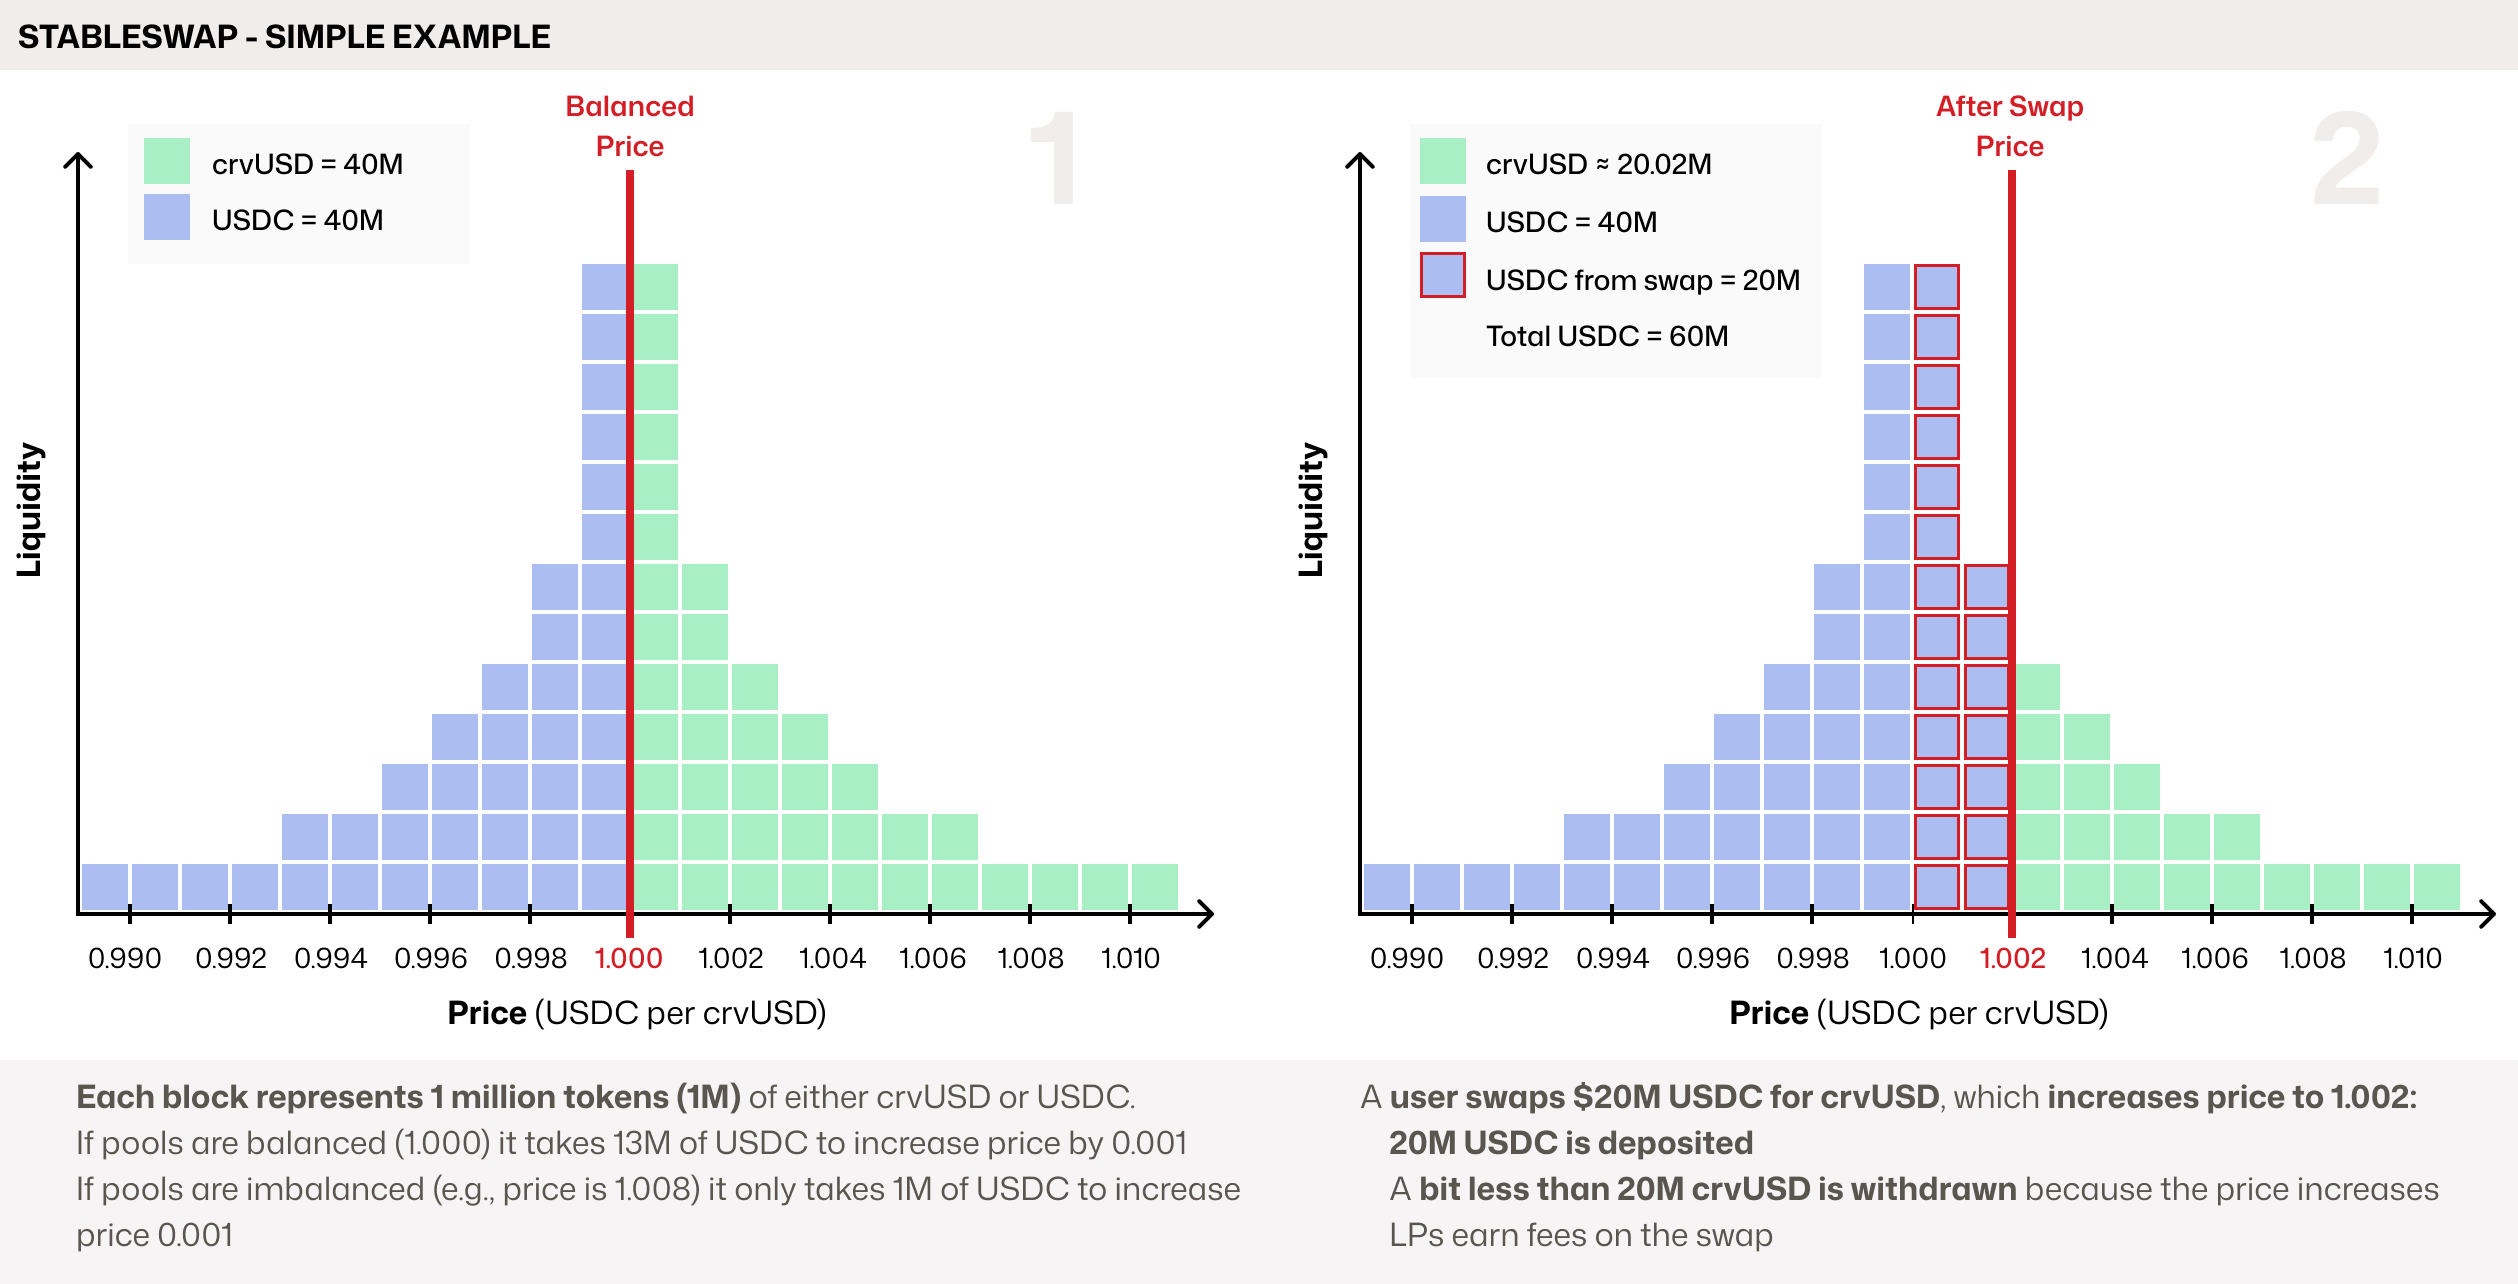 STABLESWAP - SIMPLE EXAMPLE
1
Balanced
Price
crvUSD = 40M
USDC = 40M
Liquidity
0.990 0.992 0.994 0.996 0.998 1.000 1.002 1.004 1.006 1.008 1.010
Price (USDC per crvUSD)
2
After Swap
Price
crvUSD ≈ 20.02M
USDC = 40M
USDC from swap = 20M
Total USDC = 60M
Liquidity
0.990 0.992 0.994 0.996 0.998 1.000 1.002 1.004 1.006 1.008 1.010
Price (USDC per crvUSD)
Each block represents 1 million tokens (1M) of either crvUSD or USDC.
If pools are balanced (1.000) it takes 13M of USDC to increase price by 0.001
If pools are imbalanced (e.g., price is 1.008) it only takes 1M of USDC to increase
price 0.001
A user swaps $20M USDC for crvUSD, which increases price to 1.002:
20M USDC is deposited
A bit less than 20M crvUSD is withdrawn because the price increases
LPs earn fees on the swap